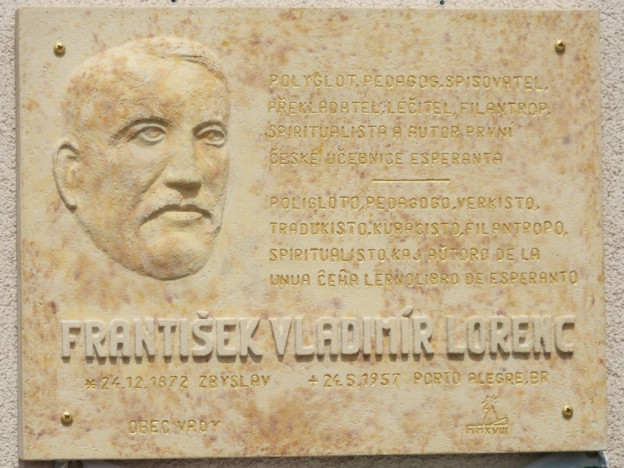 POLYGLOT, PEDAGOG, SPISOVATEL,
PŘEKLADATEL, LÉČITEL, FILANTROP,
SPIRITUALISTA A AUTOR PRVNÍ
ČESKÉ UČEBNICE ESPERANTA
POLIGLOTO, PEDAGOGO, VERKISTO,
TRADUKISTO, KURACISTO, FILANTROPO,
SPIRITUALISTO KAJ AŬTORO DE LA
UNUA ĈEĤA LERNOLIBRO DE ESPERANTO
FRANTIŠEK VLADIMÍR LORENC
* 24.12.1872 ZBYSLAV + 24.5.1957 PORTO ALEGRE, BR
OBEC VRDY
MMXVIII